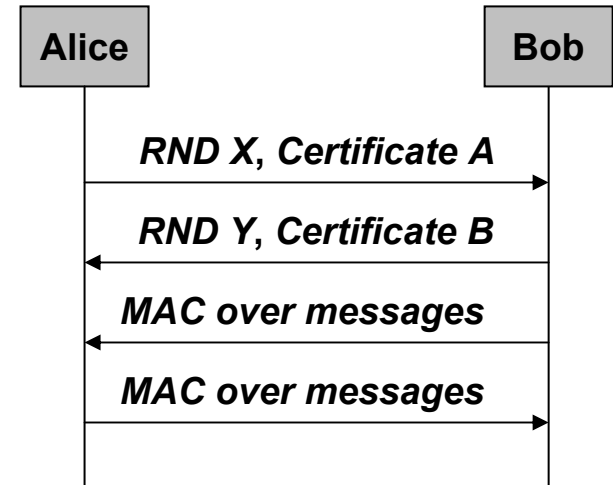 Alice
Bob
RND X, Certificate A
RND Y, Certificate B
MAC over messages
MAC over messages